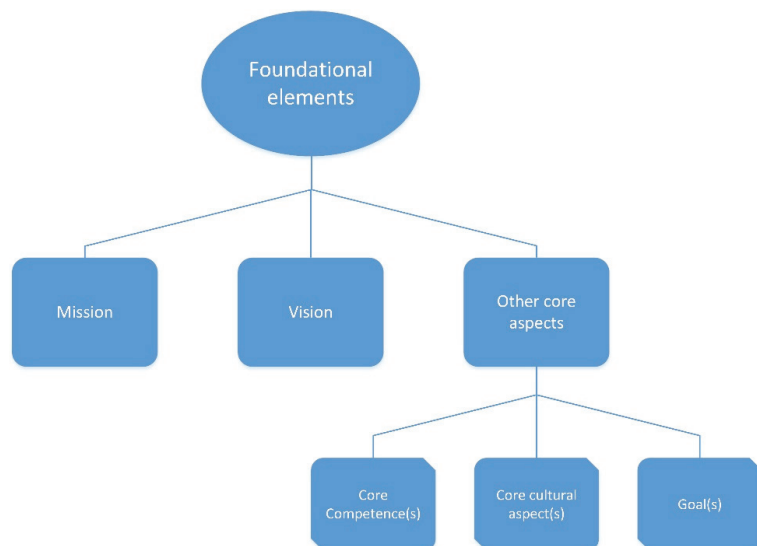 Foundational
elements
Mission
Vision
Other core
aspects
Core
Competence(s)
Core cultural
aspect(s)
Goal(s)